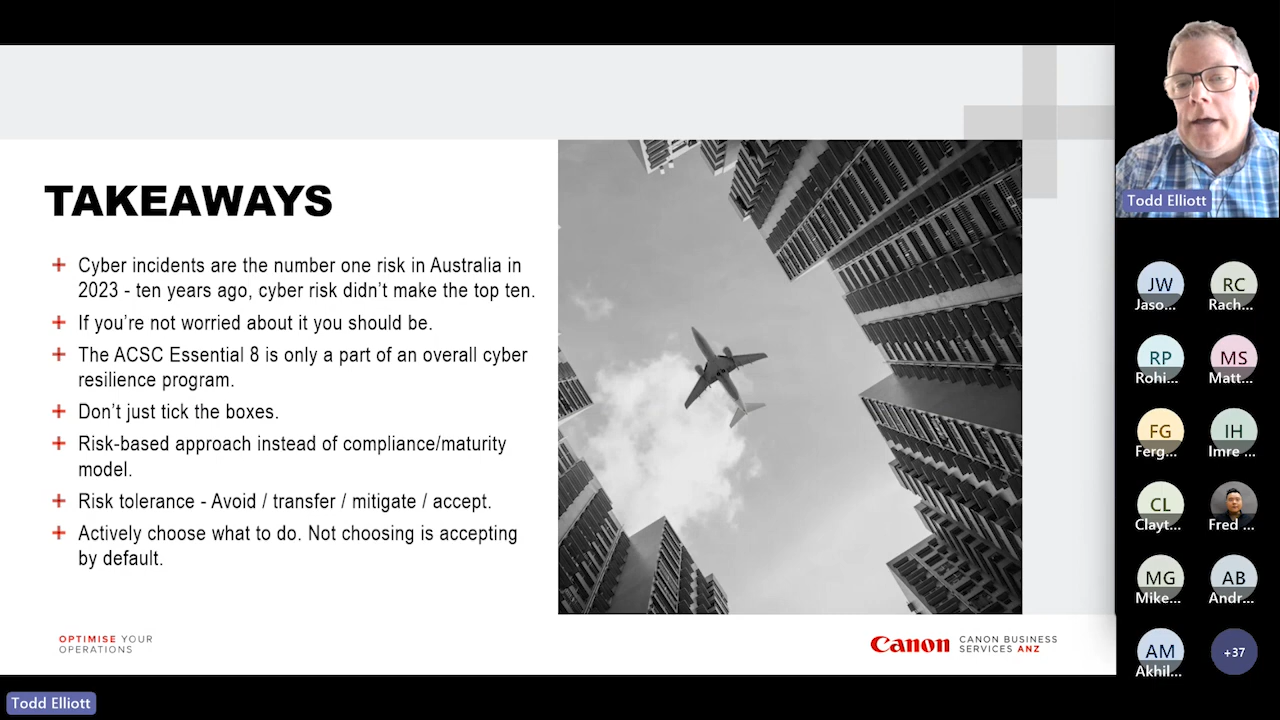 TAKEAWAYS
Cyber incidents are the number one risk in Australia in
2023 - ten years ago, cyber risk didn't make the top ten.
If you're not worried about it you should be.
The ACSC Essential 8 is only a part of an overall cyber
resilience program.
Don't just tick the boxes.
Risk-based approach instead of compliance/maturity
model.
Risk tolerance - Avoid / transfer / mitigate / accept.
Actively choose what to do. Not choosing is accepting
by default.
OPTIMISE YOUR
OPERATIONS
Canon
CANON BUSINESS
SERVICES ANZ
Todd Elliott
Todd Elliott
JW
RC
Jaso...
Rach...
RP
MS
Rohi...
Matt...
FG
IH
Ferg...
Imre ...
CL
Clayt...
Fred ...
MG
AB
Mike...
Andr...
AM
+37
Akhil...